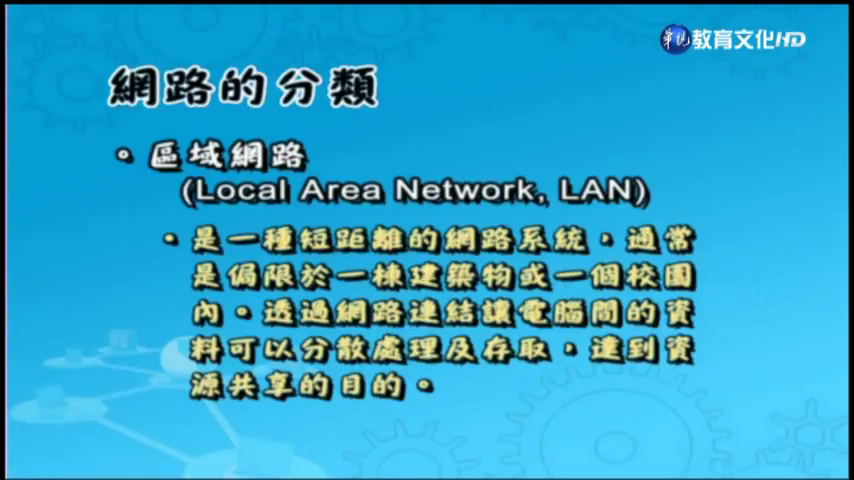 華視 教育文化HD
網路的分類
• 區域網路
(Local Area Network, LAN)
• 是一種短距離的網路系統，通常
是侷限於一棟建築物或一個校園
內。透過網路連結讓電腦間的資
料可以分散處理及存取，達到資
源共享的目的。